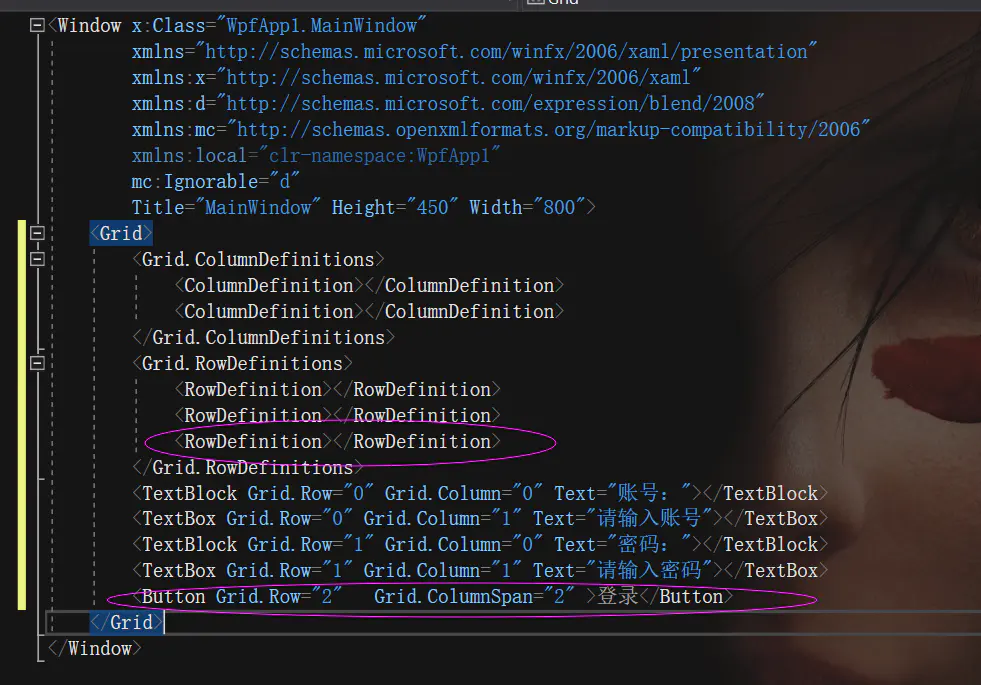 Grid
<Window x:Class="WpfApp1.MainWindow"
xmlns="http://schemas.microsoft.com/winfx/2006/xaml/presentation"
xmlns:x="http://schemas.microsoft.com/winfx/2006/xaml"
xmlns:d="http://schemas.microsoft.com/expression/blend/2008"
xmlns:mc="http://schemas.openxmlformats.org/markup-compatibility/2006"
xmlns:local="clr-namespace:WpfApp1"
mc:Ignorable="d"
Title="MainWindow" Height="450" Width="800">
<Grid>
<Grid.ColumnDefinitions>
<ColumnDefinition></ColumnDefinition>
<ColumnDefinition></ColumnDefinition>
</Grid.ColumnDefinitions>
<Grid.RowDefinitions>
<RowDefinition></RowDefinition>
<RowDefinition></RowDefinition>
<RowDefinition></RowDefinition>
</Grid.RowDefinitions>
<TextBlock Grid.Row="0" Grid.Column="0" Text="账号："></TextBlock>
<TextBox Grid.Row="0" Grid.Column="1" Text="请输入账号"></TextBox>
<TextBlock Grid.Row="1" Grid.Column="0" Text="密码："></TextBlock>
<TextBox Grid.Row="1" Grid.Column="1" Text="请输入密码"></TextBox>
<Button Grid.Row="2"   Grid.ColumnSpan="2" >登录</Button>
</Grid>
</Window>